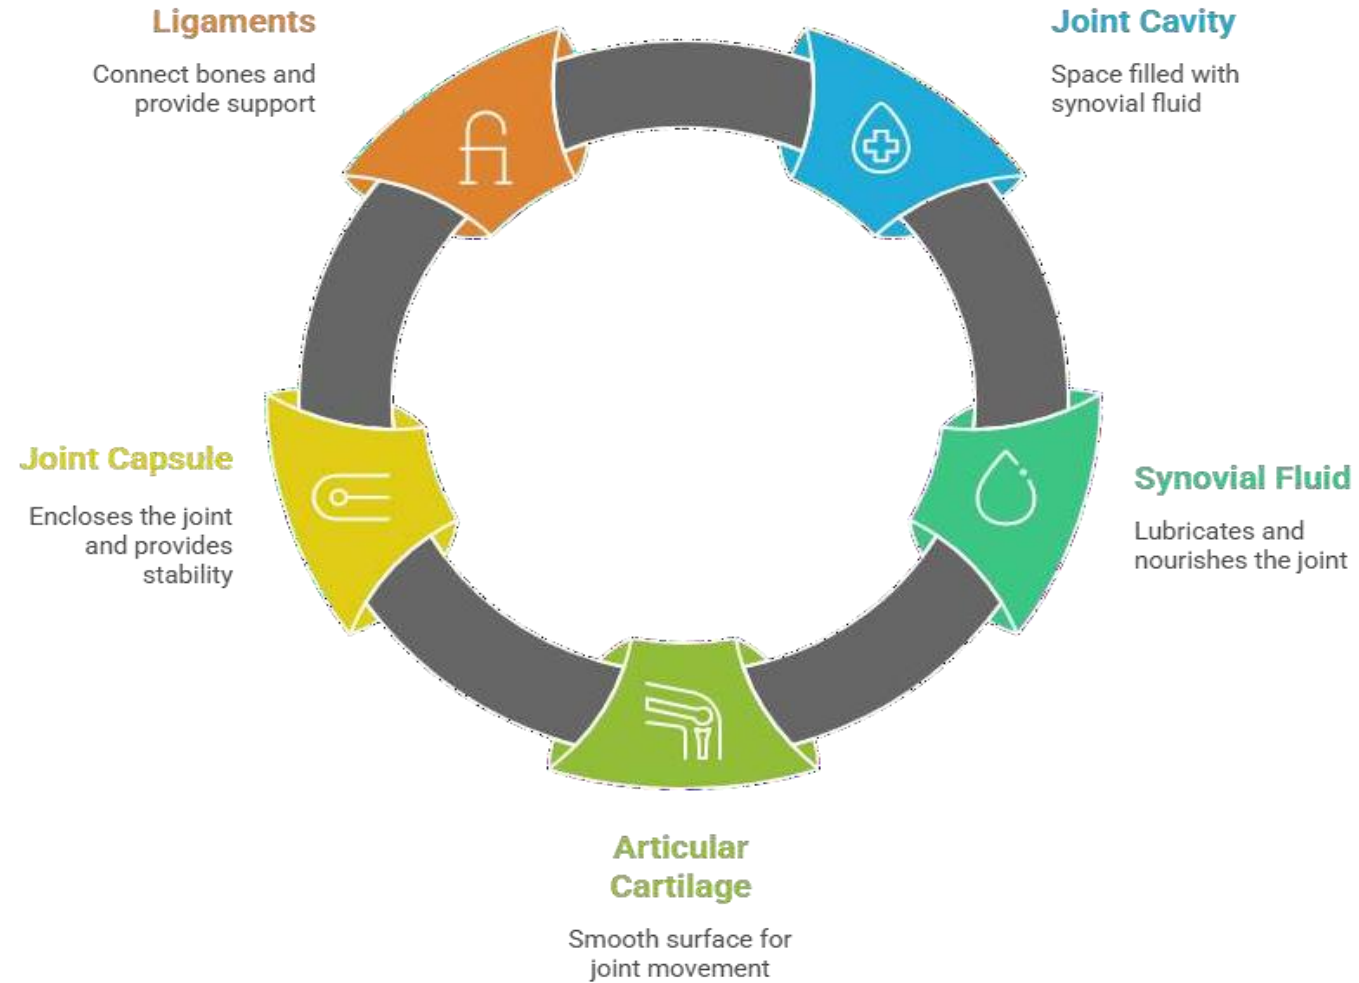 Ligaments
Connect bones and
provide support
Joint Cavity
Space filled with
synovial fluid
Joint Capsule
Encloses the joint
and provides
stability
Synovial Fluid
Lubricates and
nourishes the joint
Articular
Cartilage
Smooth surface for
joint movement